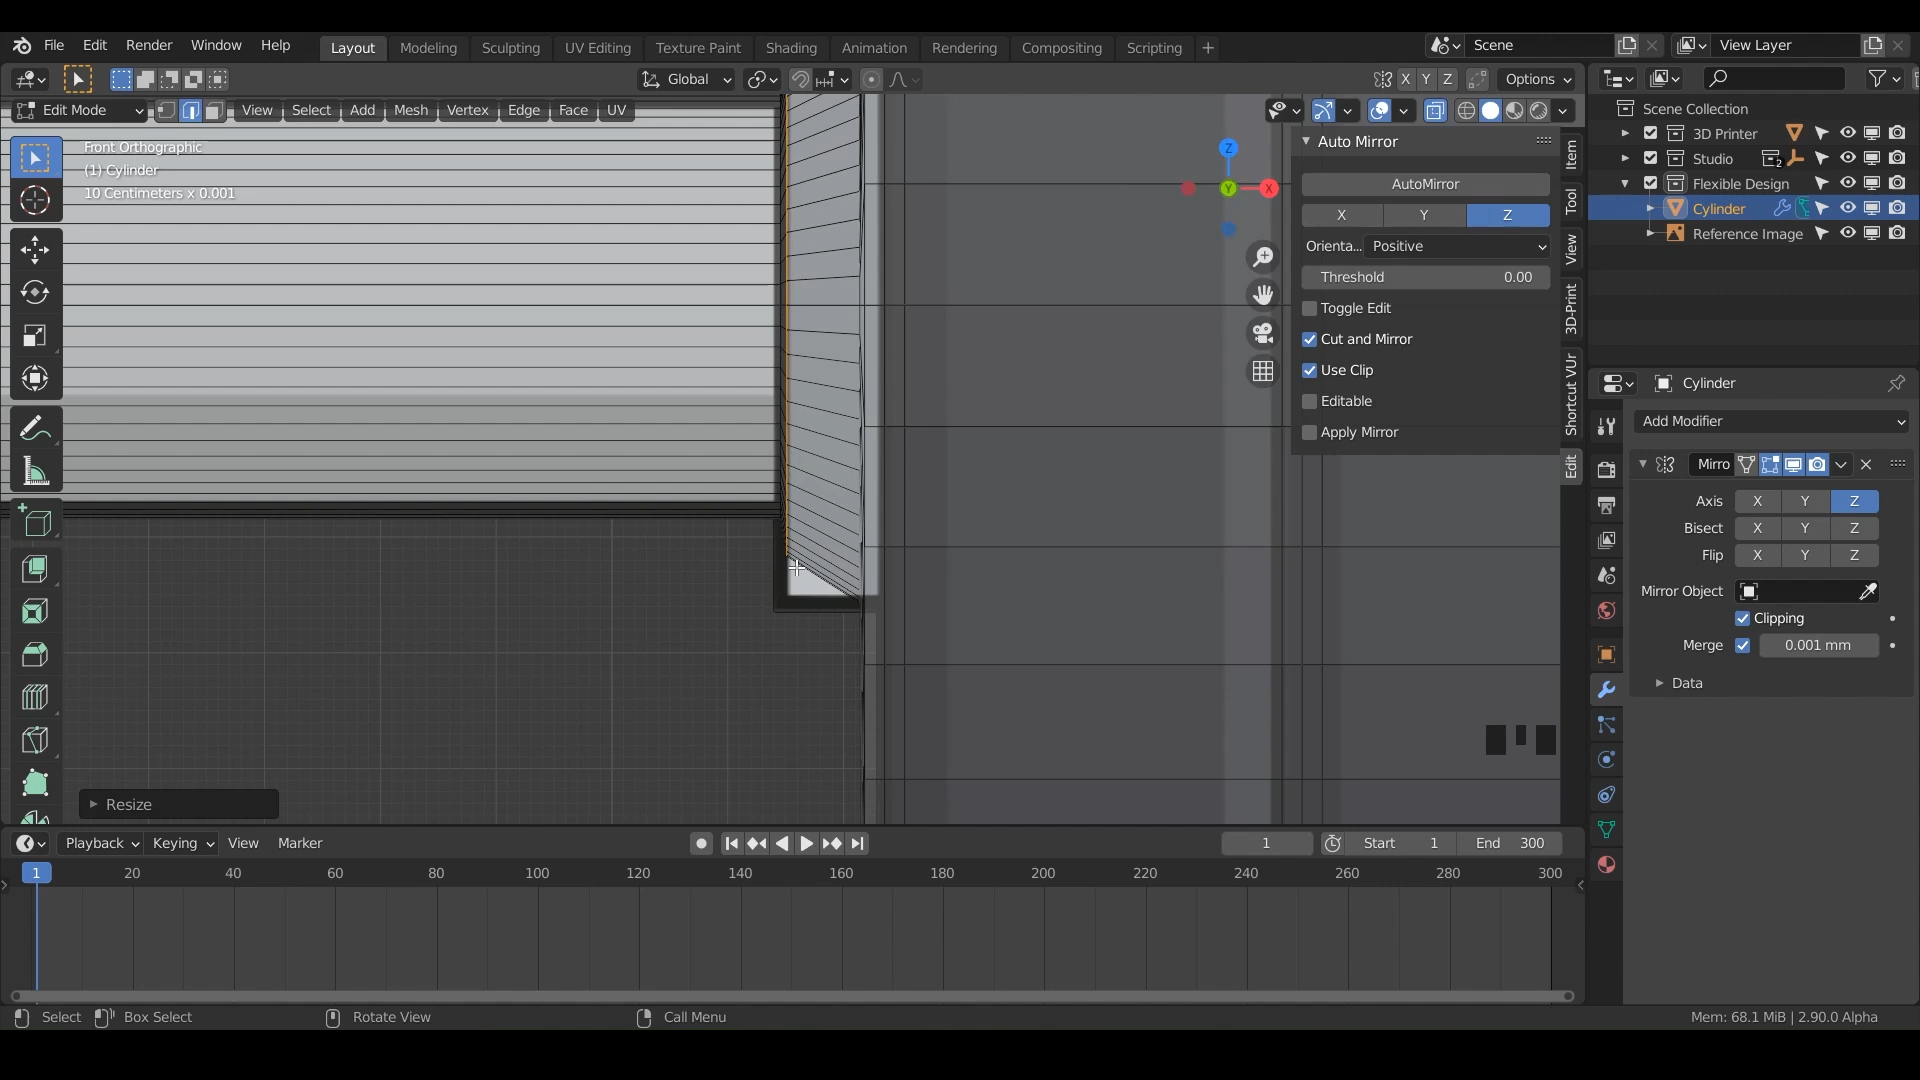 File Edit Render Window Help Layout Modeling Sculpting UV Editing Texture Paint Shading Animation Rendering Compositing Scripting + Scene View Layer
Global X Y Z Options
Edit Mode View Select Add Mesh Vertex Edge Face UV
Front Orthographic
(1) Cylinder
10 Centimeters x 0.001
Z
Y
X
Auto Mirror
AutoMirror
X Y Z
Orienta... Positive
Threshold 0.00
Toggle Edit
Cut and Mirror
Use Clip
Editable
Apply Mirror
Item
Tool
View
3D-Print
Shortcut VUr
Edit
Scene Collection
3D Printer
Studio 2
Flexible Design
Cylinder
Reference Image
Cylinder
Add Modifier
Mirro
Axis X Y Z
Bisect X Y Z
Flip X Y Z
Mirror Object
Clipping
Merge 0.001 mm
Data
Resize
Playback Keying View Marker 1 Start 1 End 300
1 20 40 60 80 100 120 140 160 180 200 220 240 260 280 300
Select Box Select Rotate View Call Menu Mem: 68.1 MiB | 2.90.0 Alpha